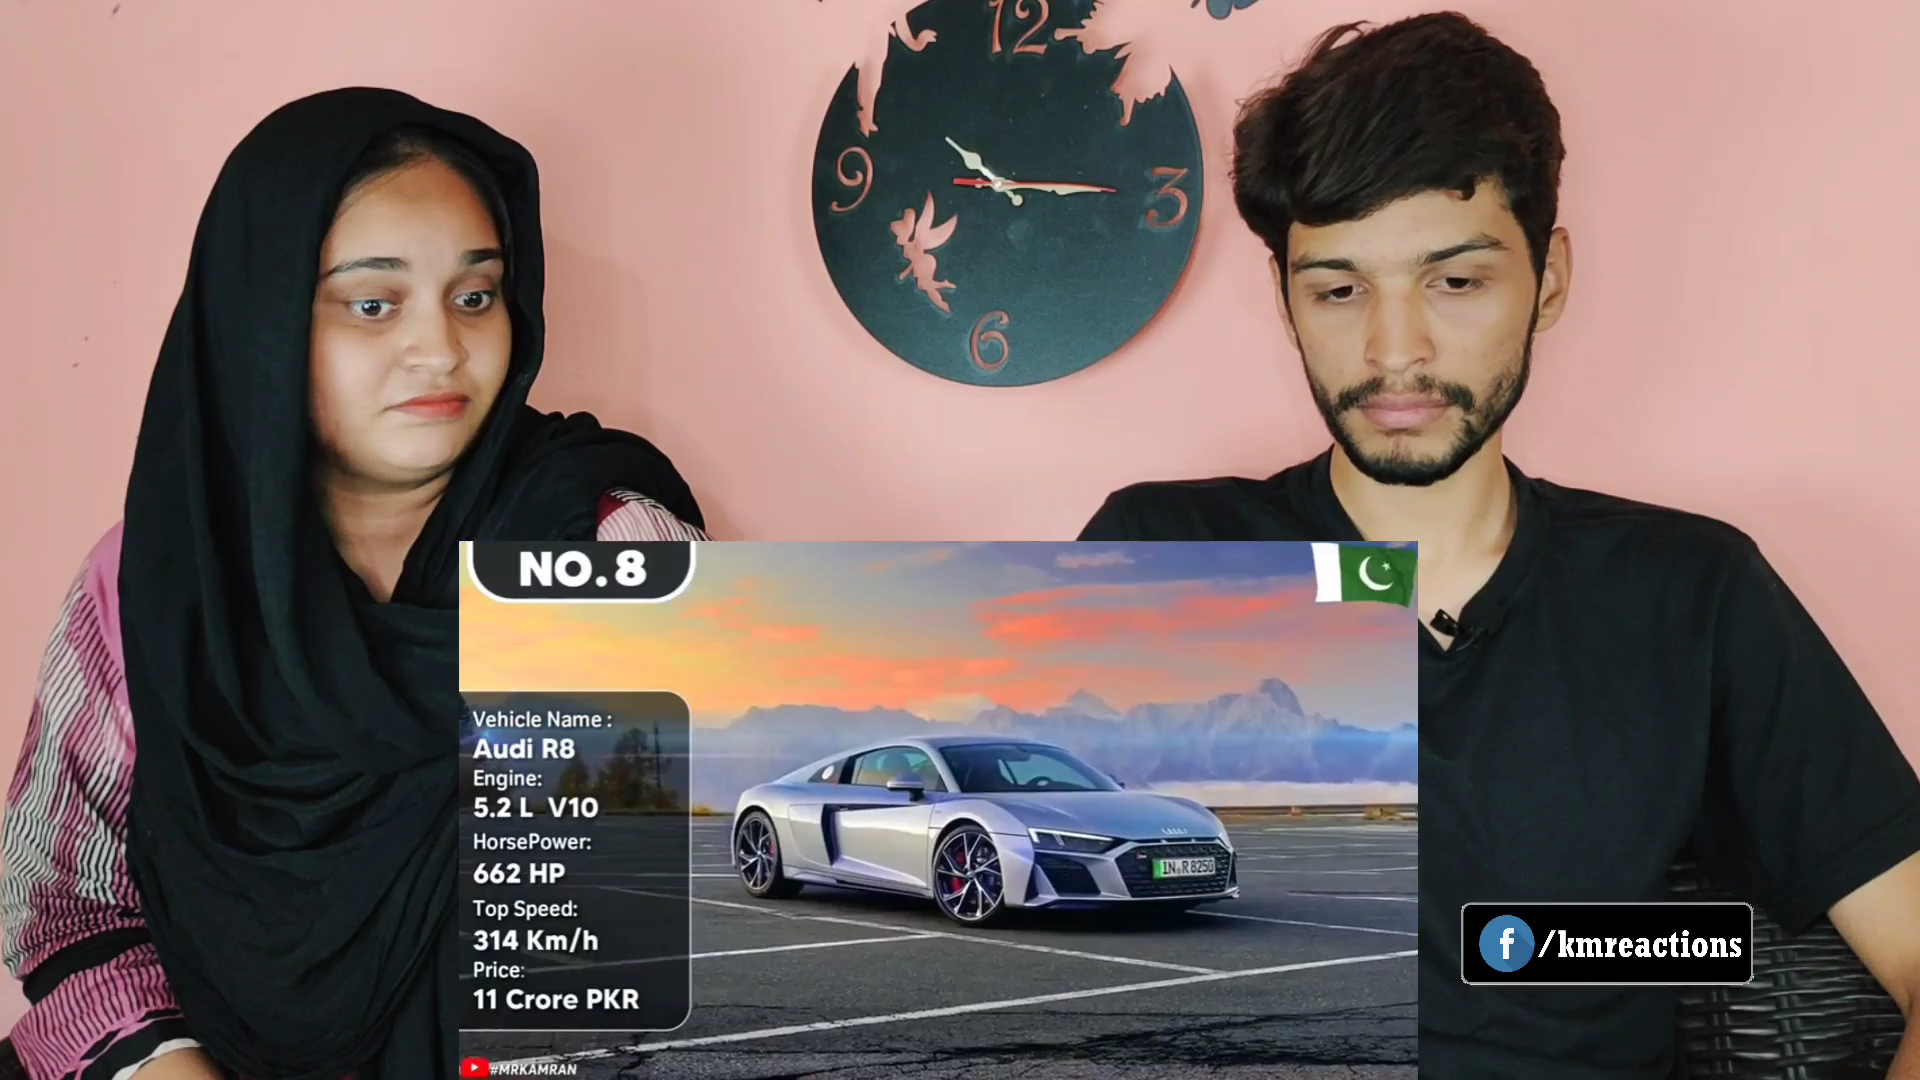 12
9
3
6
NO. 8
Vehicle Name :
Audi R8
Engine:
5.2 L V10
HorsePower:
662 HP
Top Speed:
314 Km/h
Price:
11 Crore PKR
IN R 8250
#MRKAMRAN
f/kmreactions